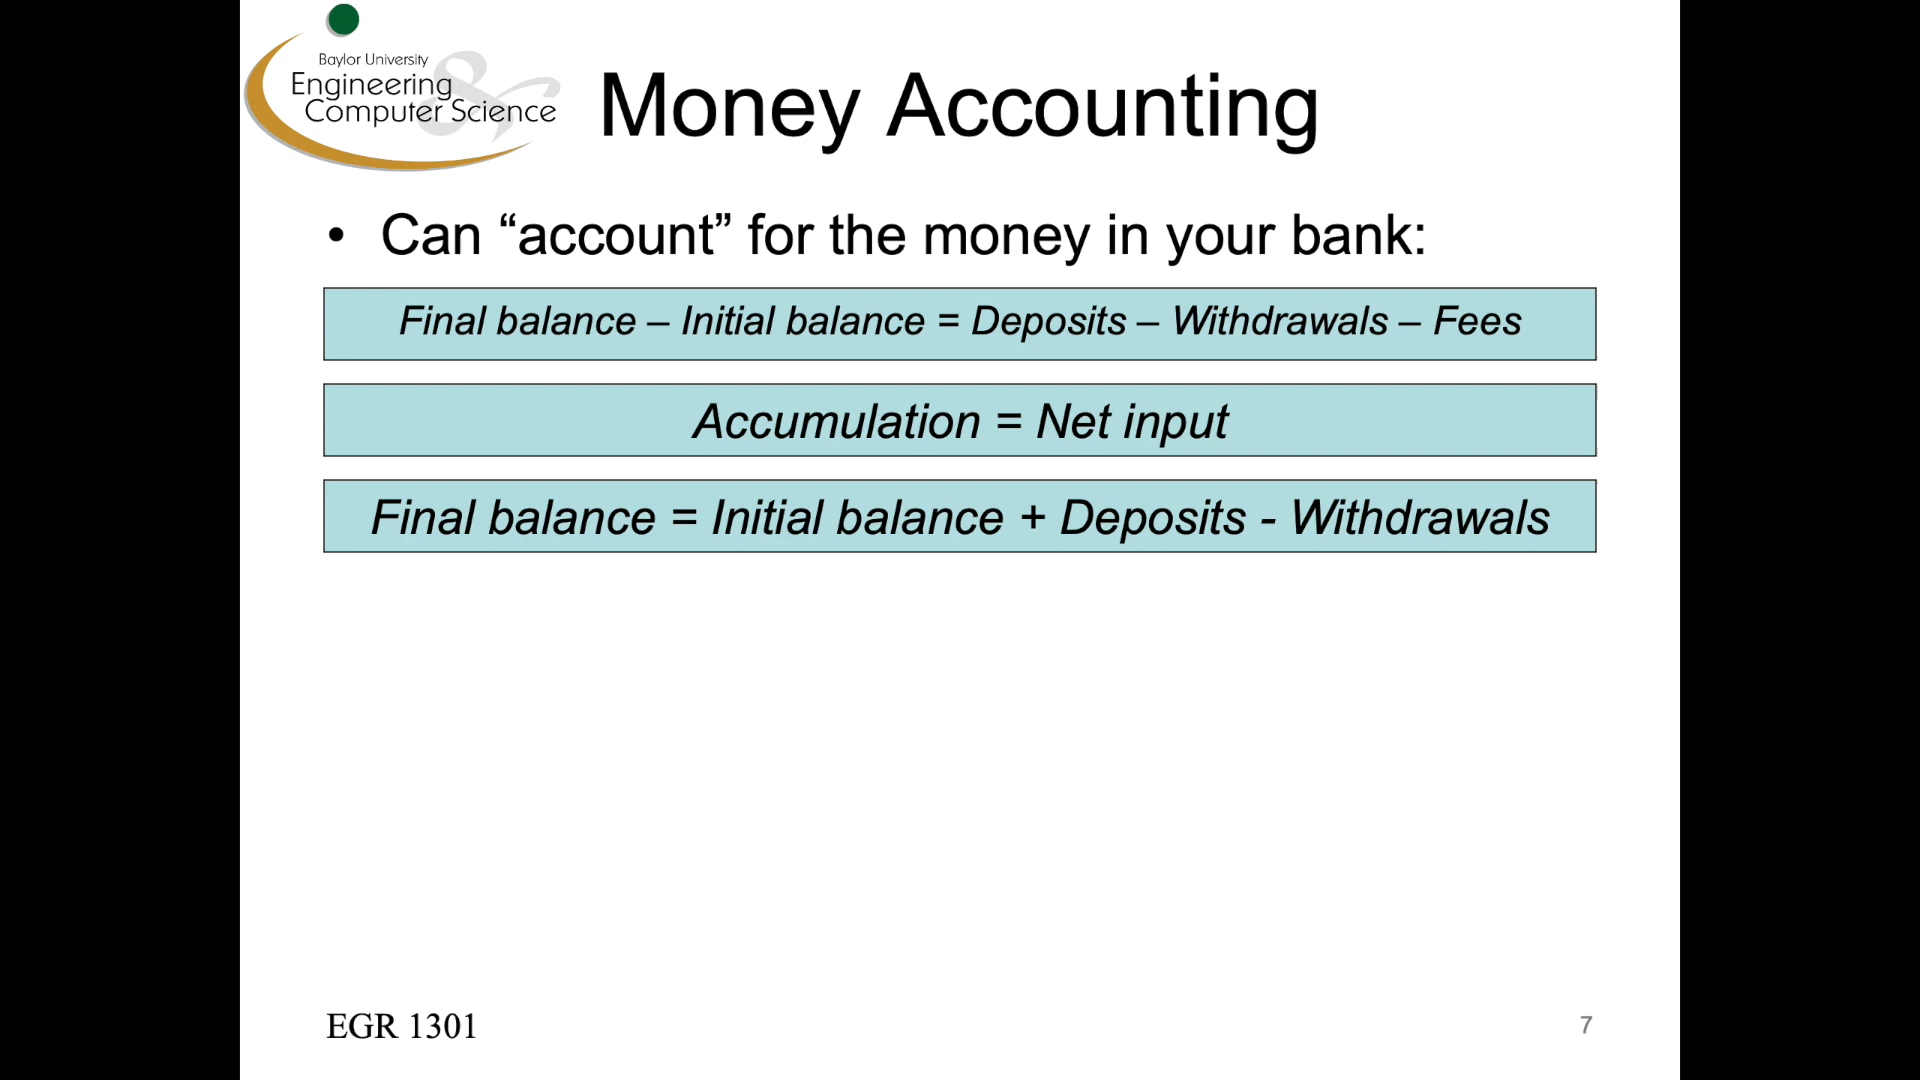 Baylor University
Engineering
Computer Science
&
Money Accounting
• Can “account” for the money in your bank:
Final balance – Initial balance = Deposits – Withdrawals – Fees
Accumulation = Net input
Final balance = Initial balance + Deposits - Withdrawals
EGR 1301
7